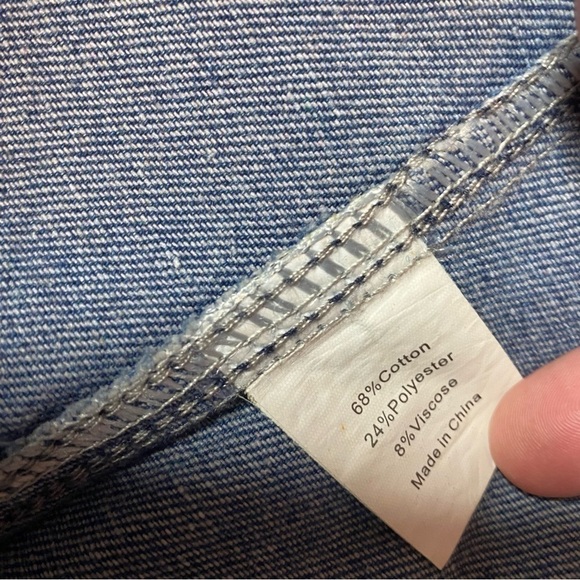 68%Cotton
24%Polyester
8%Viscose
Made in China